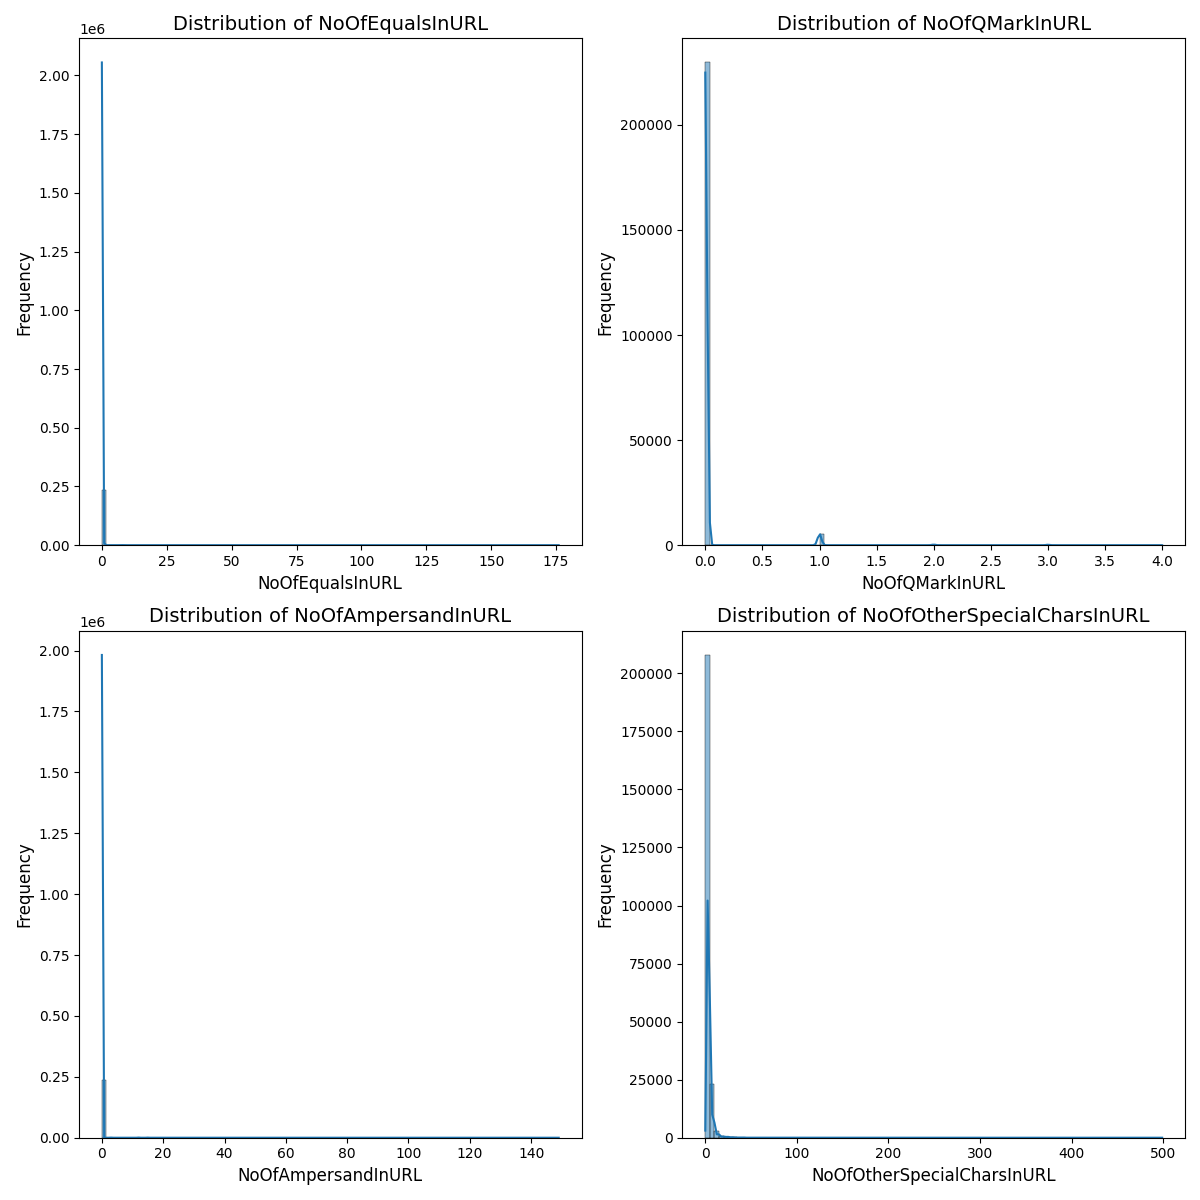 Distribution of NoOfEqualsInURL
1e6
2.00
1.75
1.50
1.25
1.00
0.75
0.50
0.25
0.00
Frequency
0 25 50 75 100 125 150 175
NoOfEqualsInURL
Distribution of NoOfQMarkInURL
200000
150000
100000
50000
0
Frequency
0.0 0.5 1.0 1.5 2.0 2.5 3.0 3.5 4.0
NoOfQMarkInURL
Distribution of NoOfAmpersandInURL
1e6
2.00
1.75
1.50
1.25
1.00
0.75
0.50
0.25
0.00
Frequency
0 20 40 60 80 100 120 140
NoOfAmpersandInURL
Distribution of NoOfOtherSpecialCharsInURL
200000
175000
150000
125000
100000
75000
50000
25000
0
Frequency
0 100 200 300 400 500
NoOfOtherSpecialCharsInURL